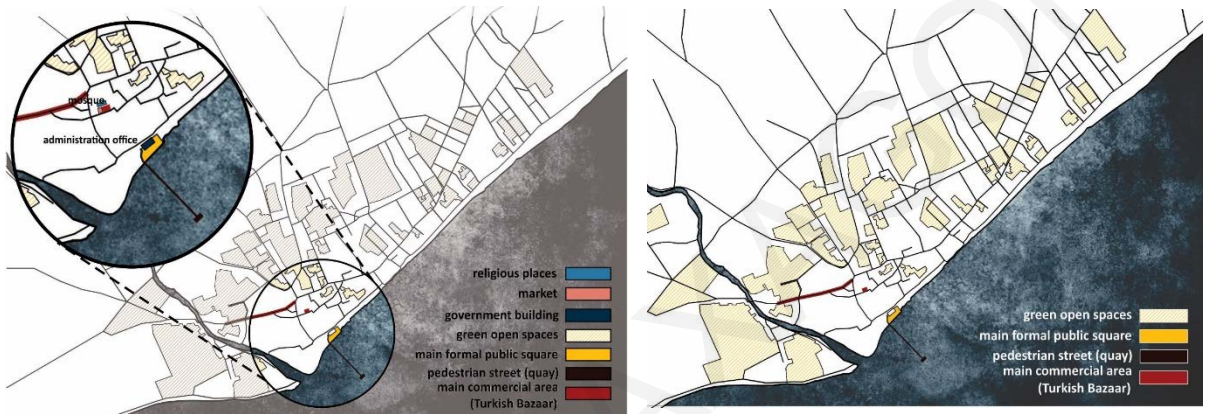 mosque
administration office
religious places
market
government building
green open spaces
main formal public square
pedestrian street (quay)
main commercial area
(Turkish Bazaar)
green open spaces
main formal public square
pedestrian street (quay)
main commercial area
(Turkish Bazaar)